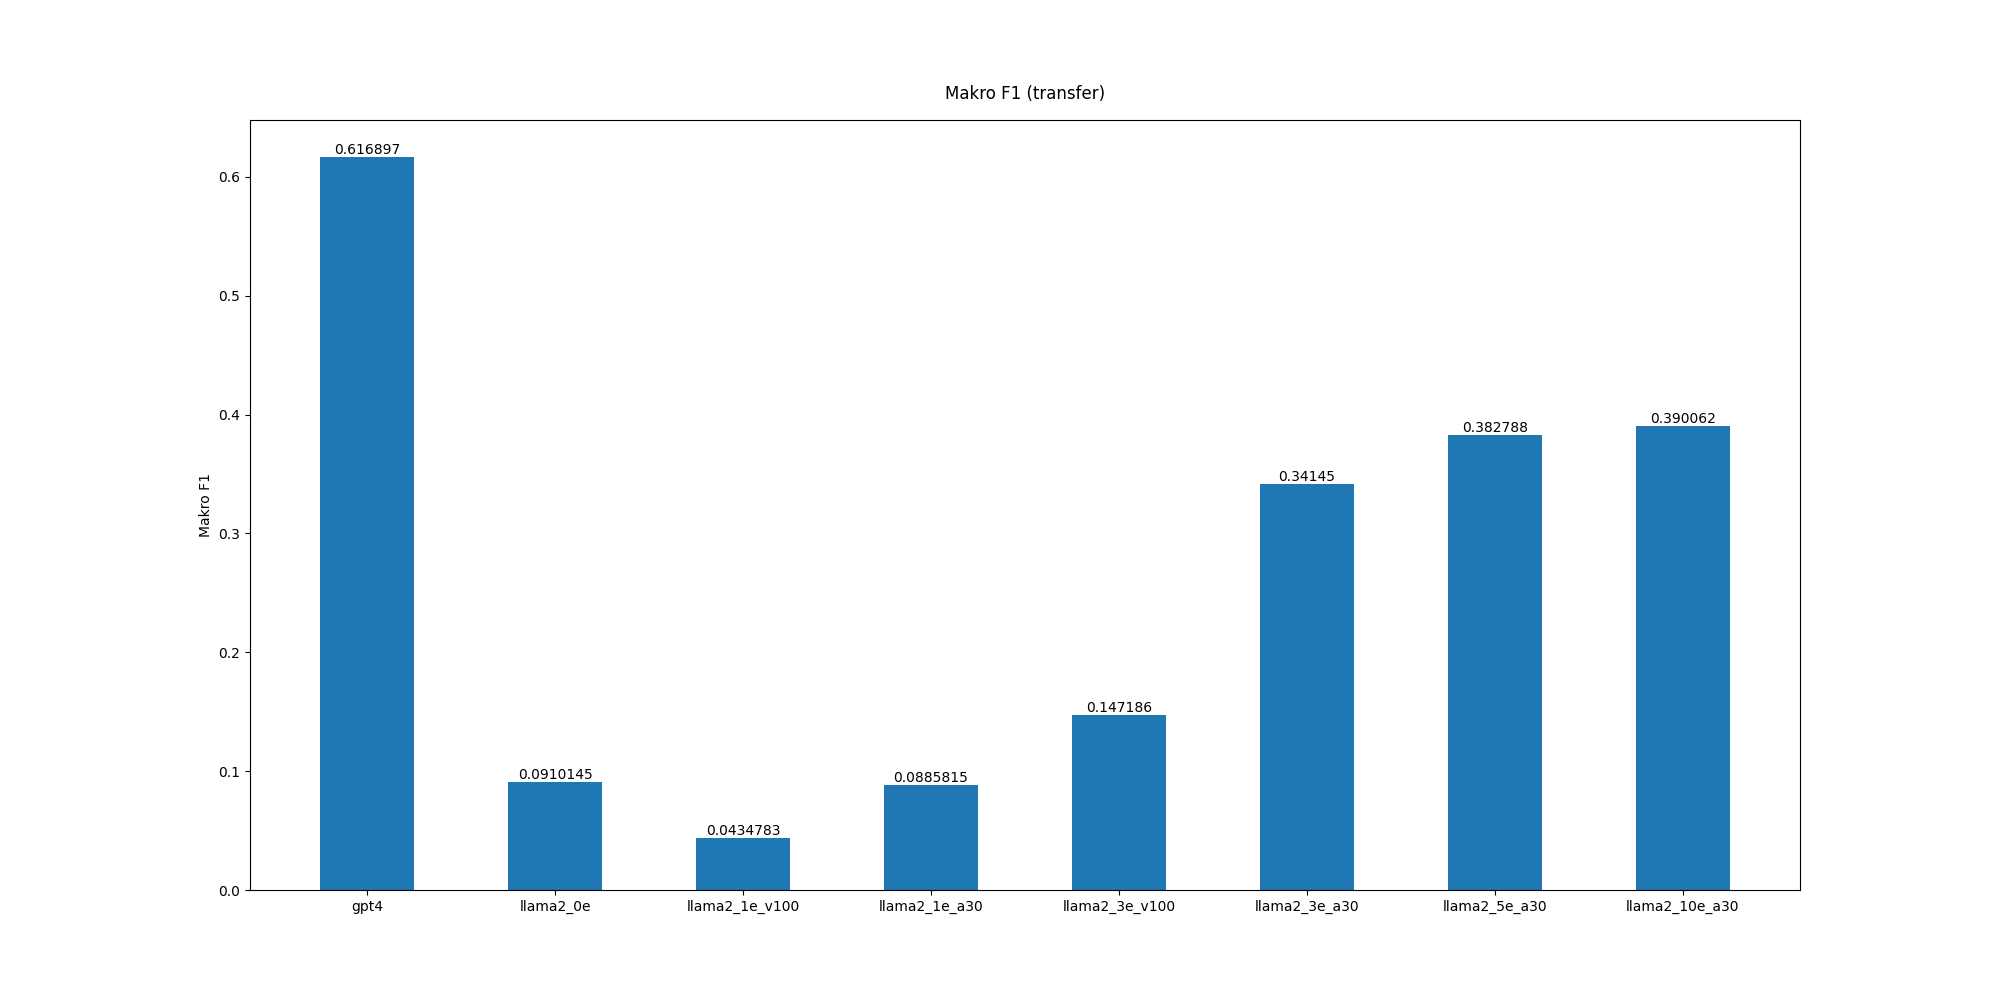 Makro F1 (transfer)
Makro F1
0.6
0.5
0.4
0.3
0.2
0.1
0.0
0.616897
0.0910145
0.0434783
0.0885815
0.147186
0.34145
0.382788
0.390062
gpt4
llama2_0e
llama2_1e_v100
llama2_1e_a30
llama2_3e_v100
llama2_3e_a30
llama2_5e_a30
llama2_10e_a30